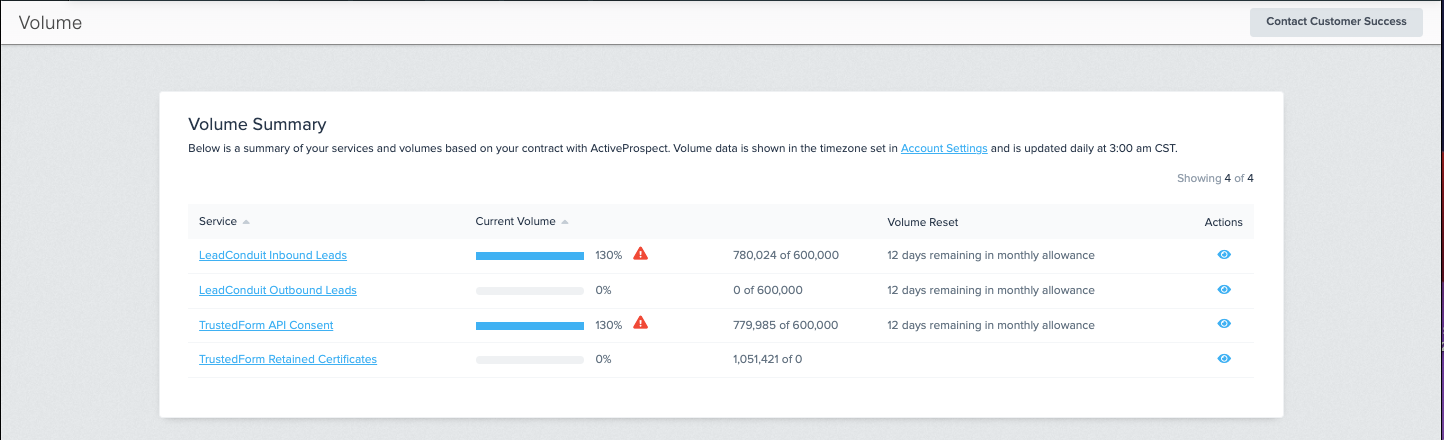 Volume
Contact Customer Success
Volume Summary
Below is a summary of your services and volumes based on your contract with ActiveProspect. Volume data is shown in the timezone set in Account Settings and is updated daily at 3:00 am CST.
Showing 4 of 4
Service Current Volume Volume Reset Actions
LeadConduit Inbound Leads 130% 780,024 of 600,000 12 days remaining in monthly allowance
LeadConduit Outbound Leads 0% 0 of 600,000 12 days remaining in monthly allowance
TrustedForm API Consent 130% 779,985 of 600,000 12 days remaining in monthly allowance
TrustedForm Retained Certificates 0% 1,051,421 of 0